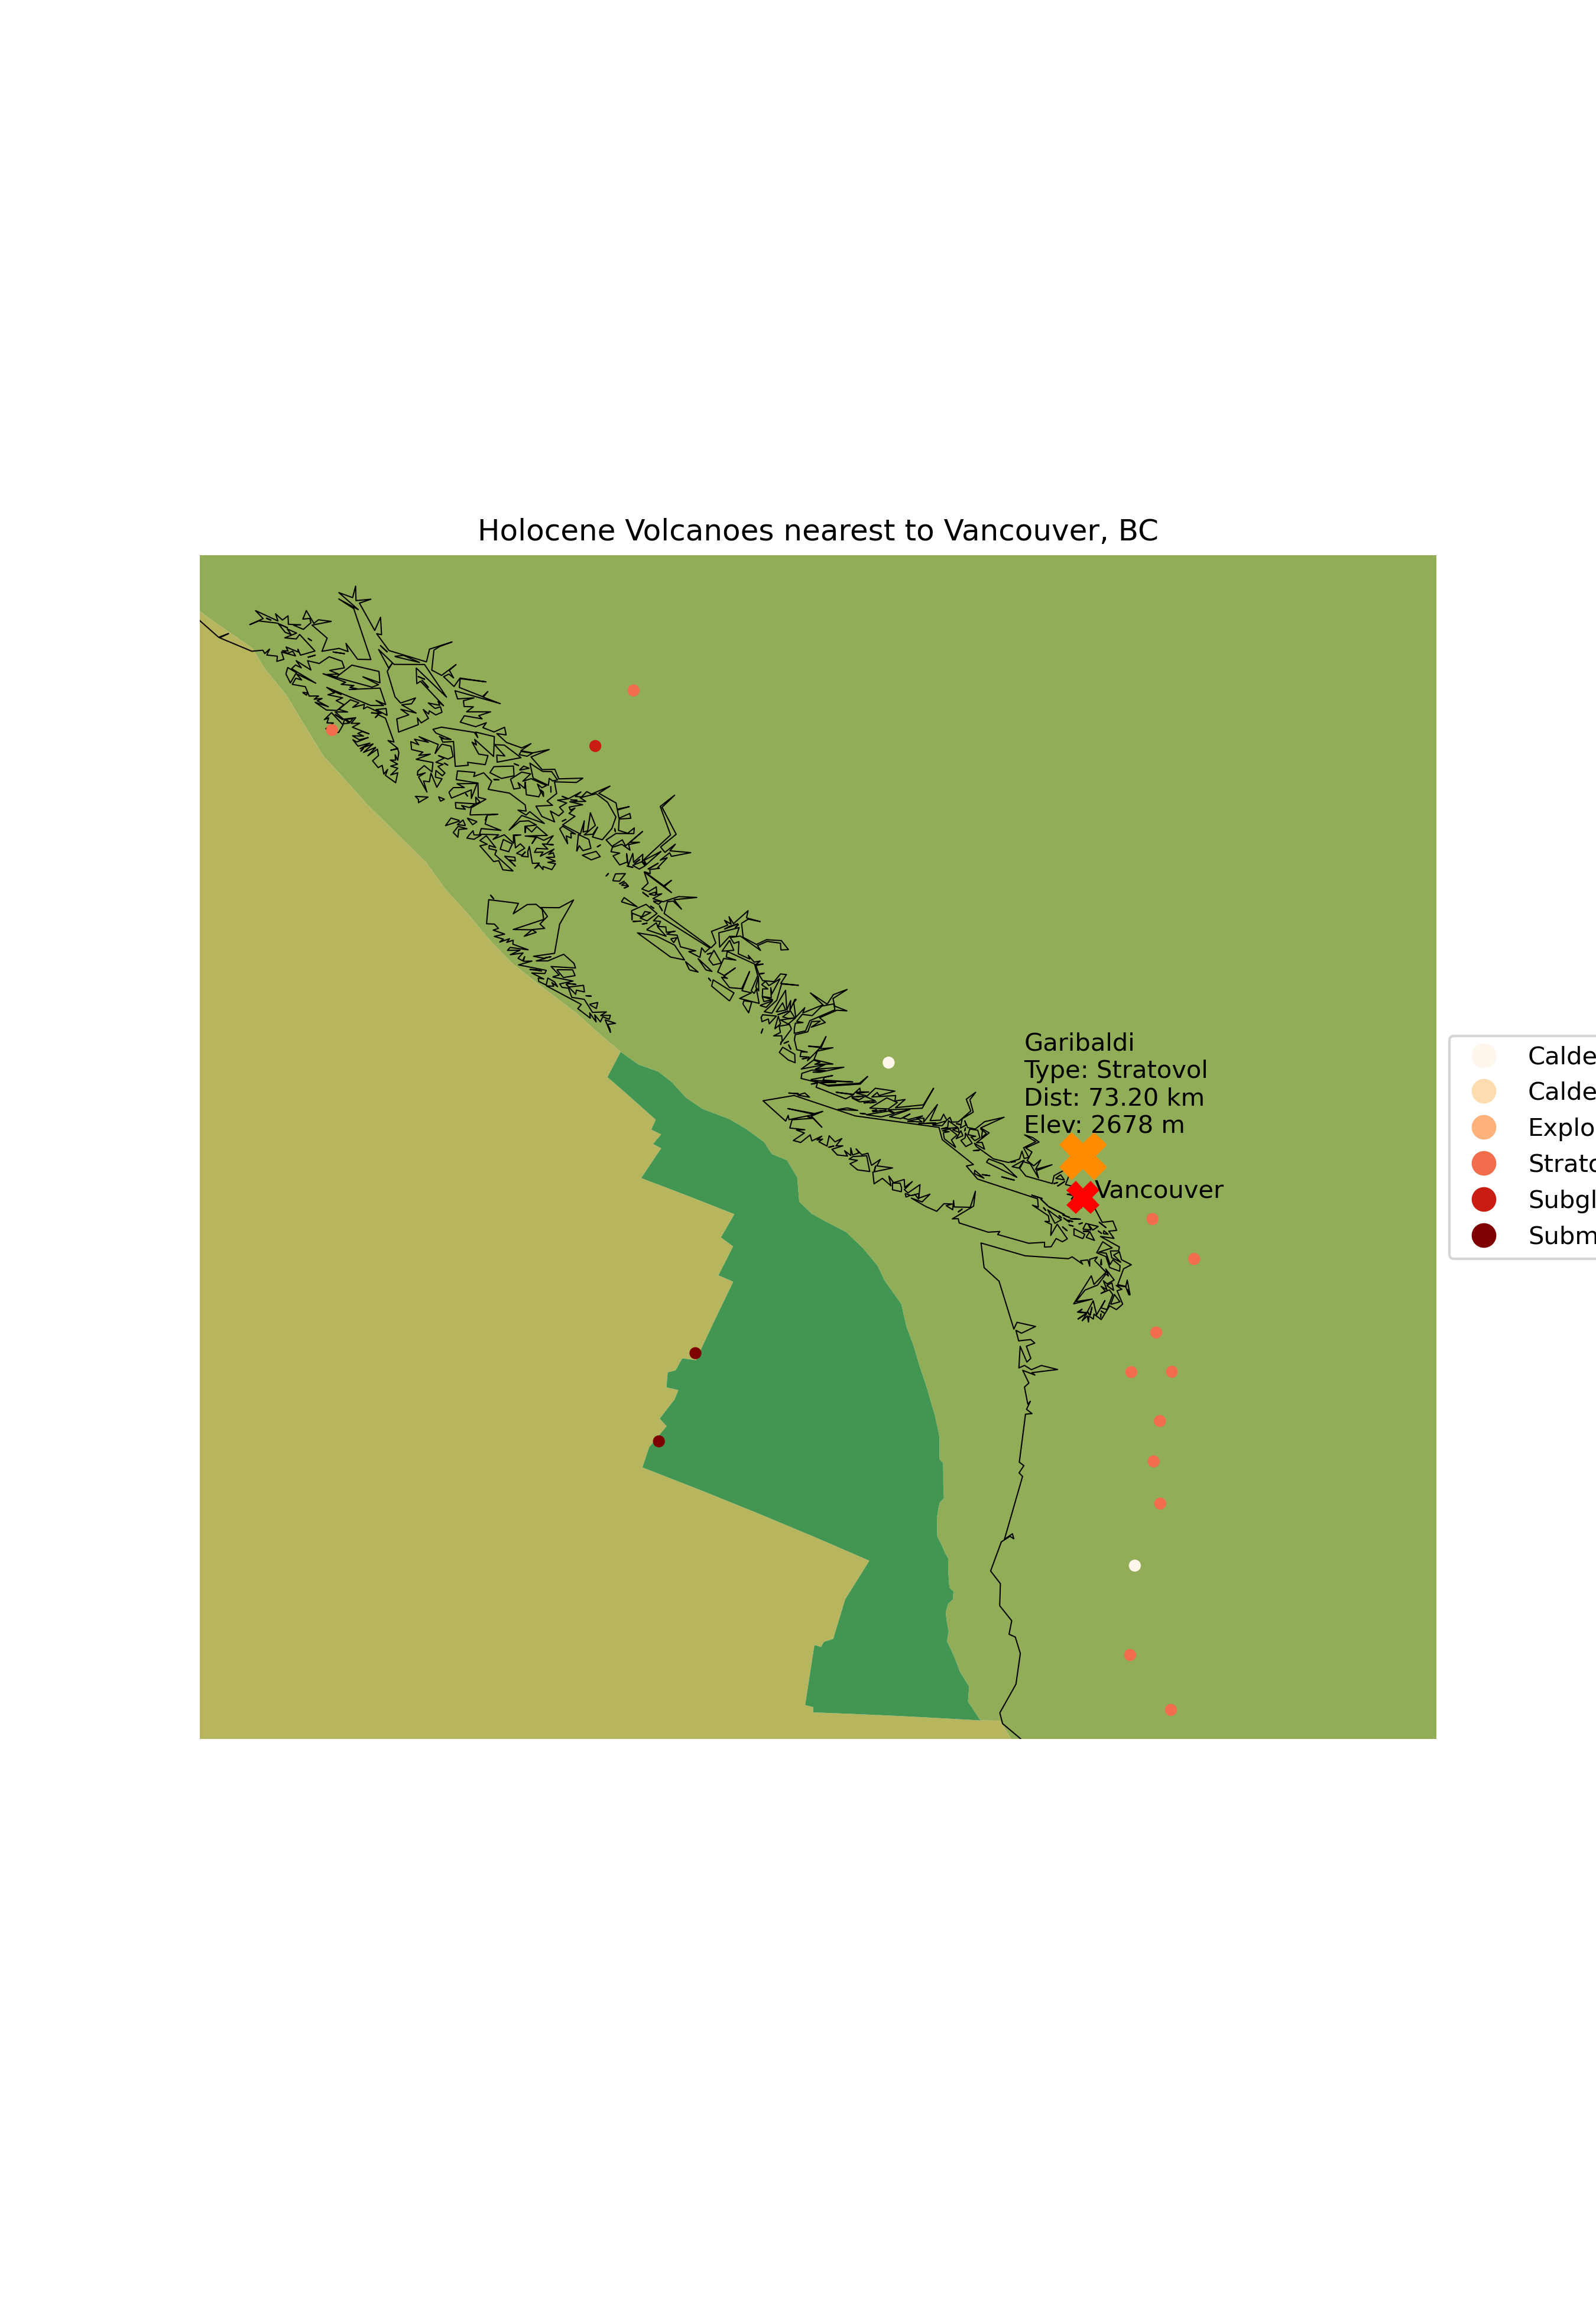 Holocene Volcanoes nearest to Vancouver, BC
Garibaldi
Type: Stratovol
Dist: 73.20 km
Elev: 2678 m
Vancouver
Calde
Calde
Explo
Strato
Subgl
Subm